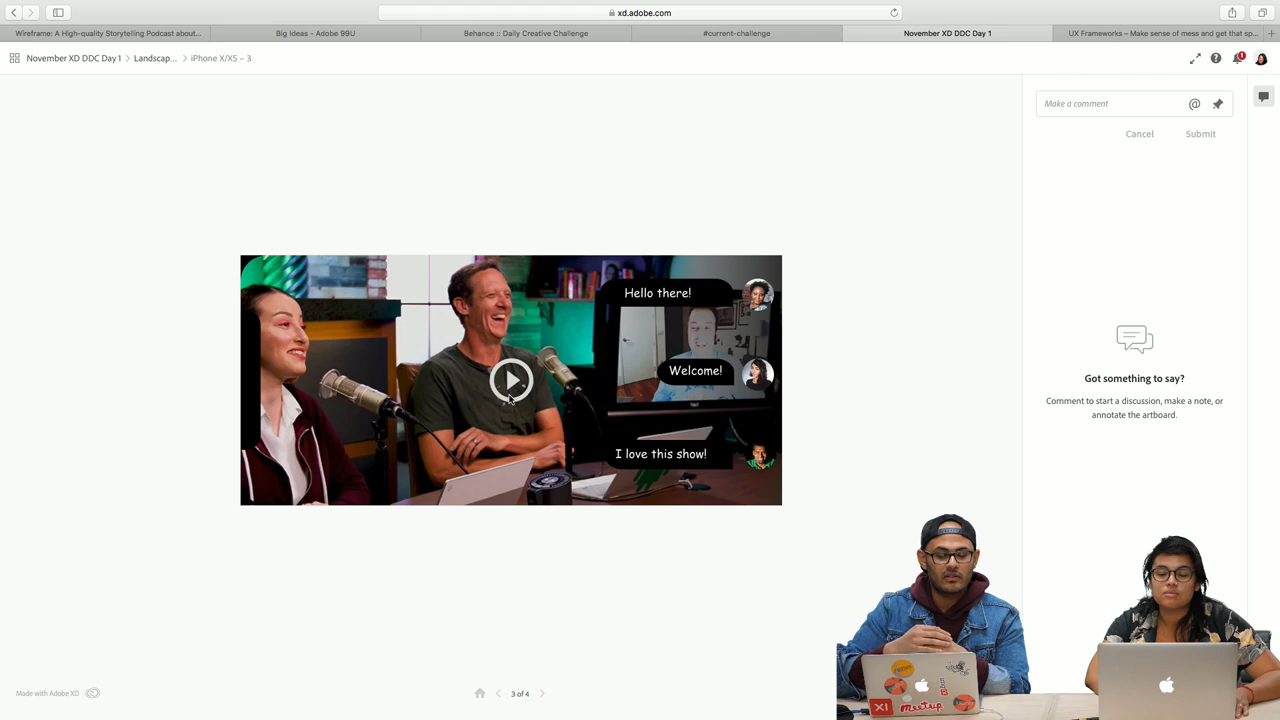 xd.adobe.com
Wireframe: A High-quality Storytelling Podcast about...
Big Ideas - Adobe 99U
Behance :: Daily Creative Challenge
#current-challenge
November XD DDC Day 1
UX Frameworks – Make sense of mess and get that sp...
November XD DDC Day 1 > Landscap... > iPhone X/XS – 3
1
Make a comment
@
Cancel
Submit
Hello there!
Welcome!
I love this show!
Got something to say?
Comment to start a discussion, make a note, or
annotate the artboard.
Made with Adobe XD
3 of 4
X1
meetup